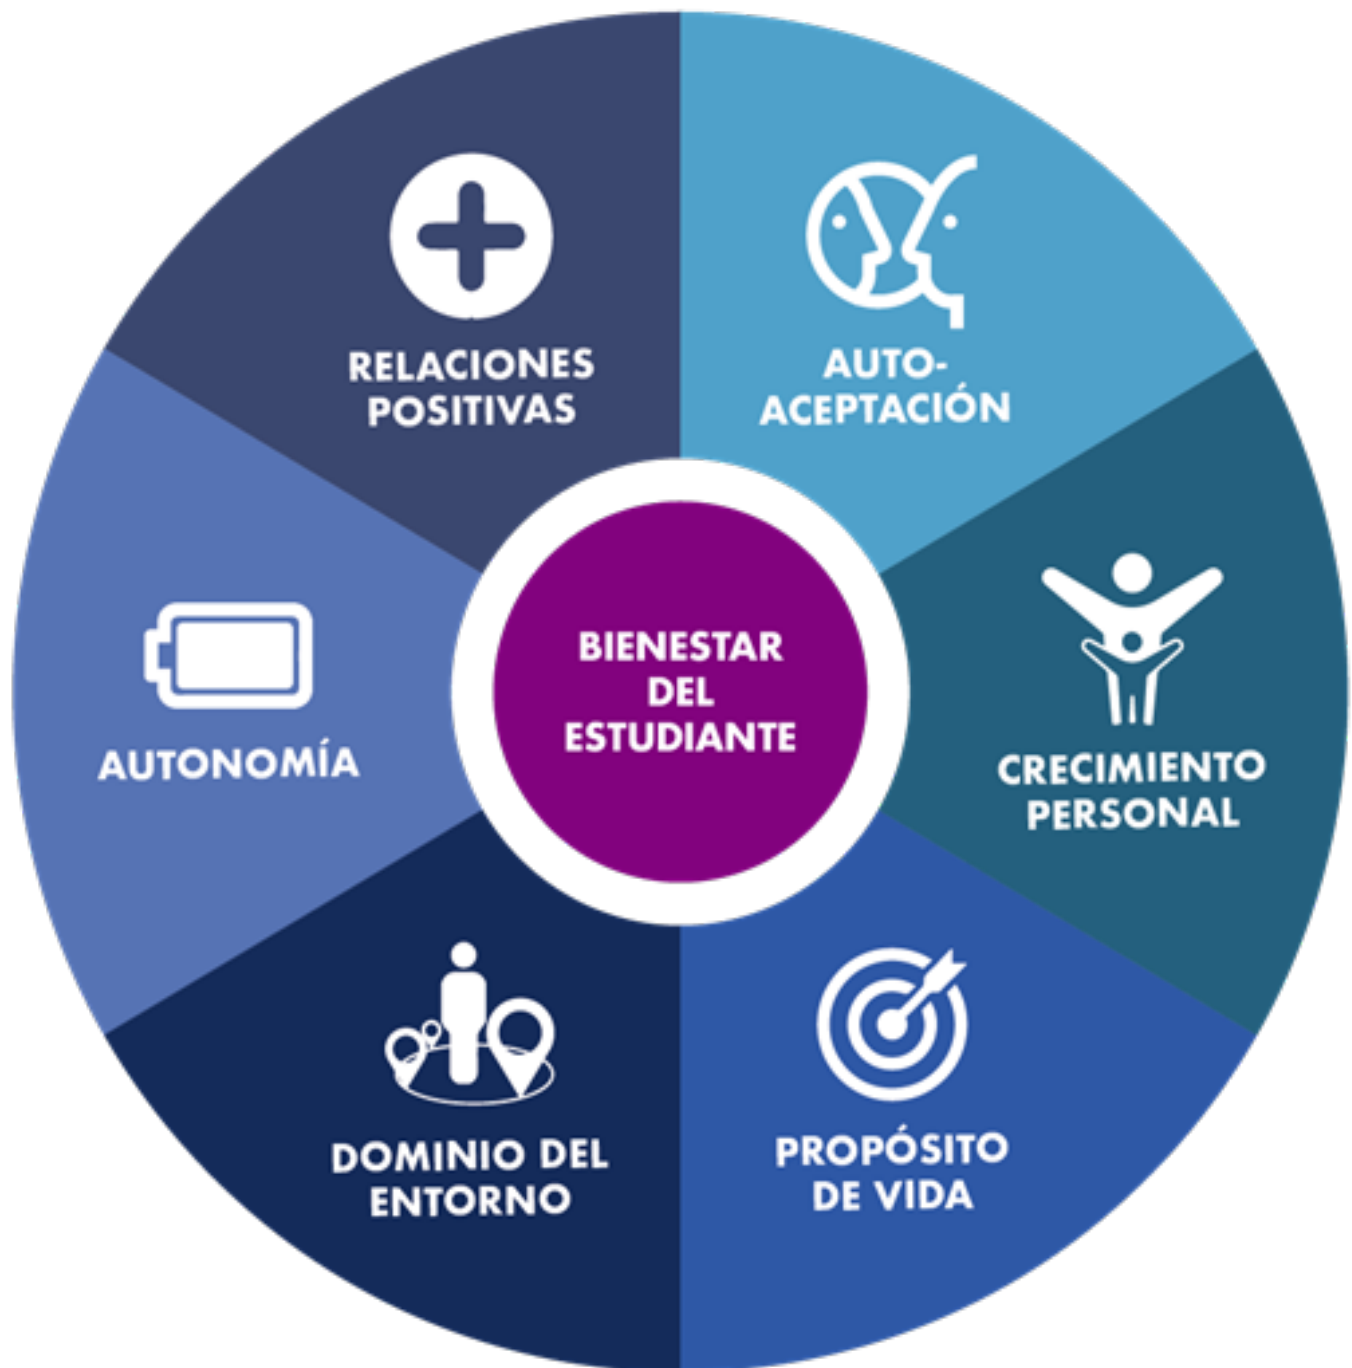 RELACIONES
POSITIVAS
AUTO-
ACEPTACIÓN
AUTONOMÍA
BIENESTAR
DEL
ESTUDIANTE
CRECIMIENTO
PERSONAL
DOMINIO DEL
ENTORNO
PROPÓSITO
DE VIDA